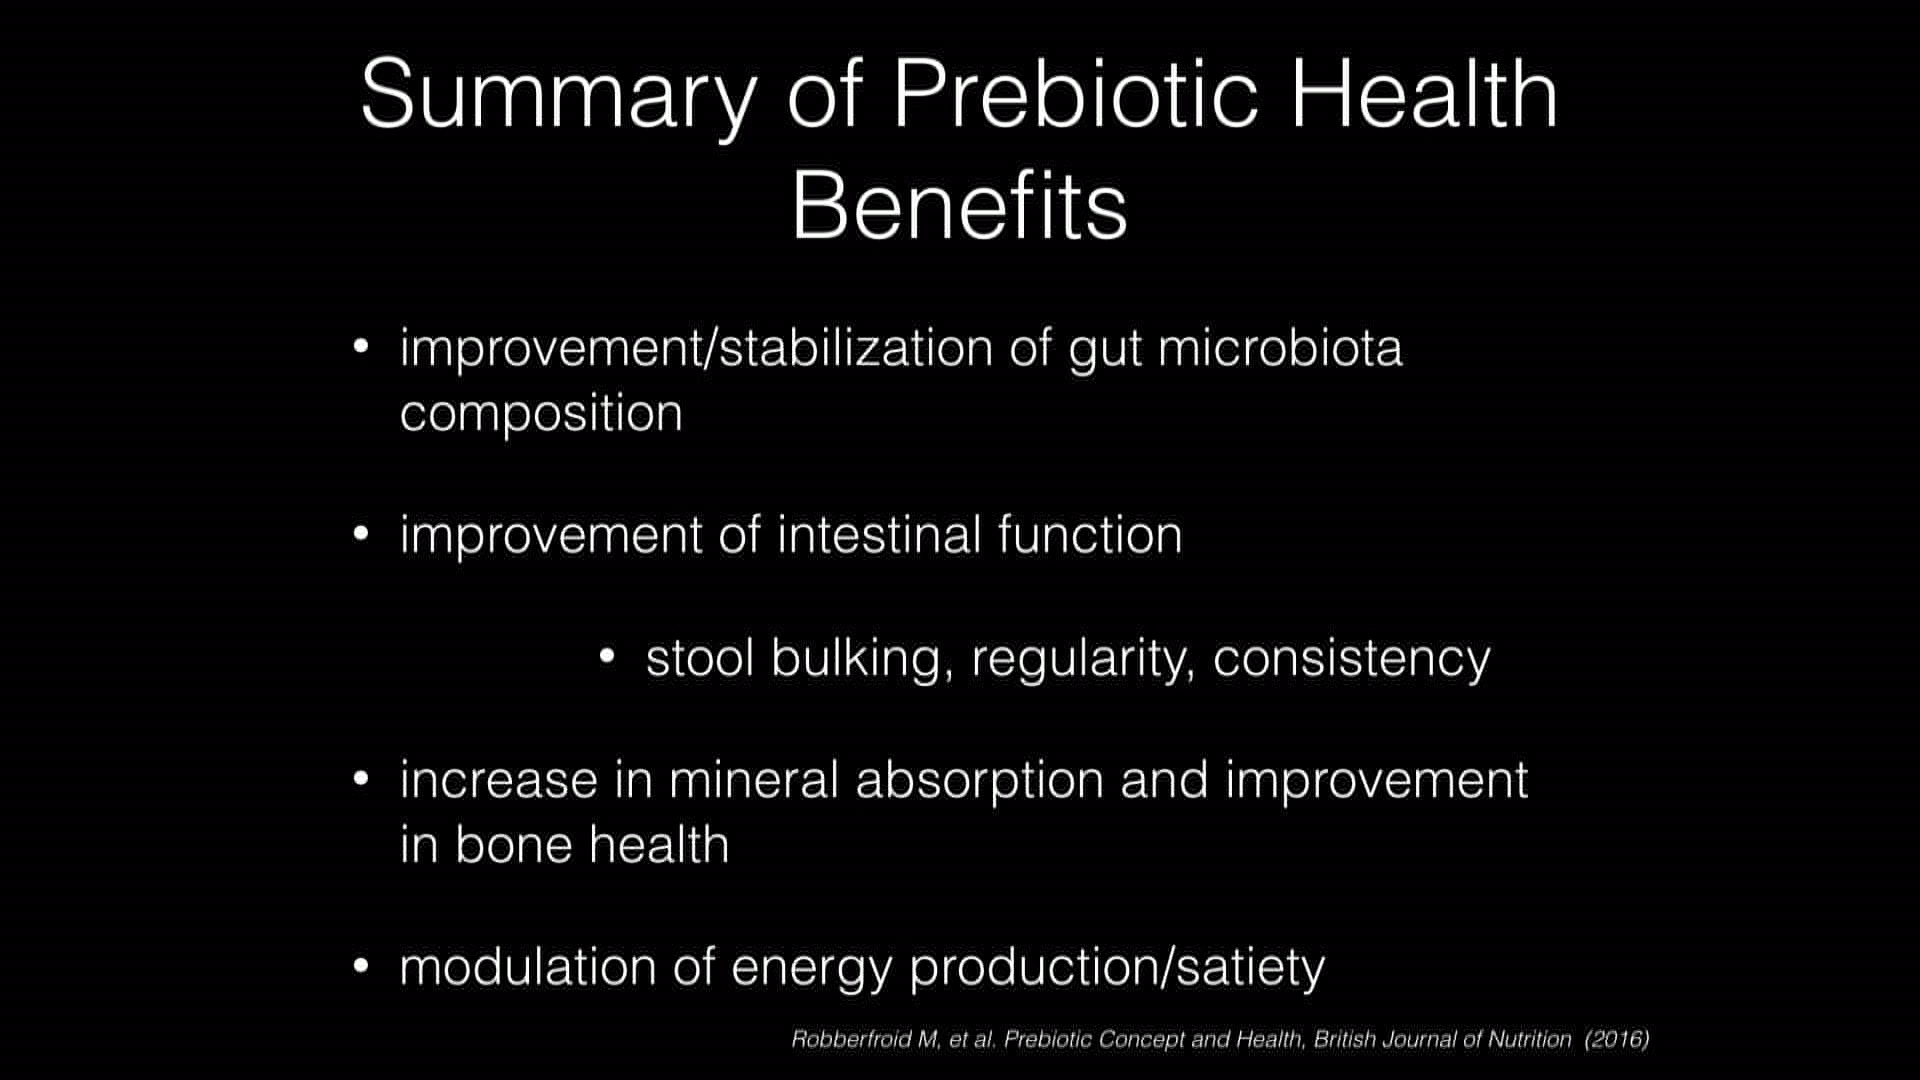 Summary of Prebiotic Health
Benefits
• improvement/stabilization of gut microbiota
composition
• improvement of intestinal function
• stool bulking, regularity, consistency
• increase in mineral absorption and improvement
in bone health
• modulation of energy production/satiety
Robberfroid M, et al. Prebiotic Concept and Health, British Journal of Nutrition (2016)